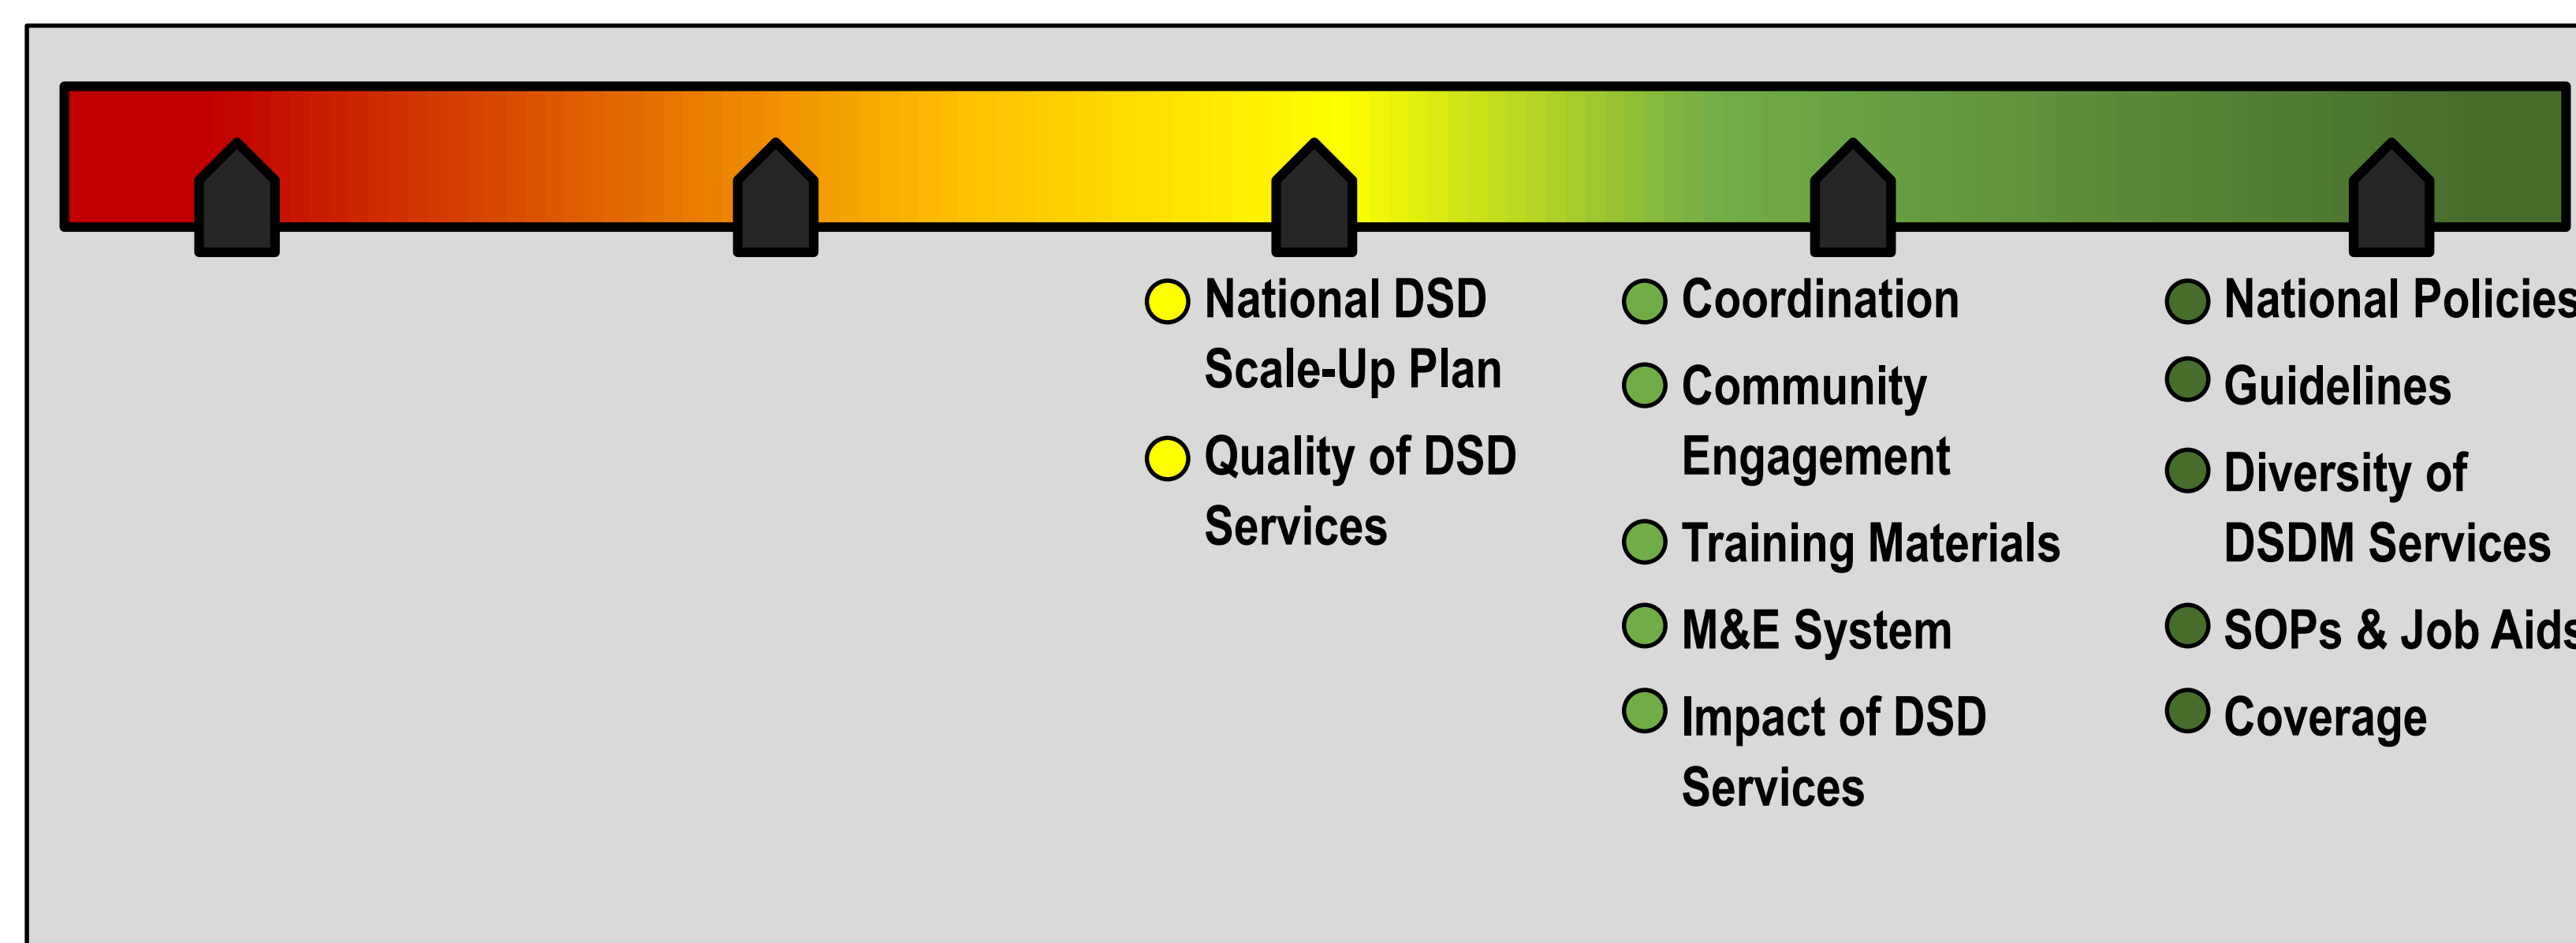 National DSD
Scale-Up Plan
Quality of DSD
Services
Coordination
Community
Engagement
Training Materials
M&E System
Impact of DSD
Services
National Policies
Guidelines
Diversity of
DSDM Services
SOPs & Job Aids
Coverage